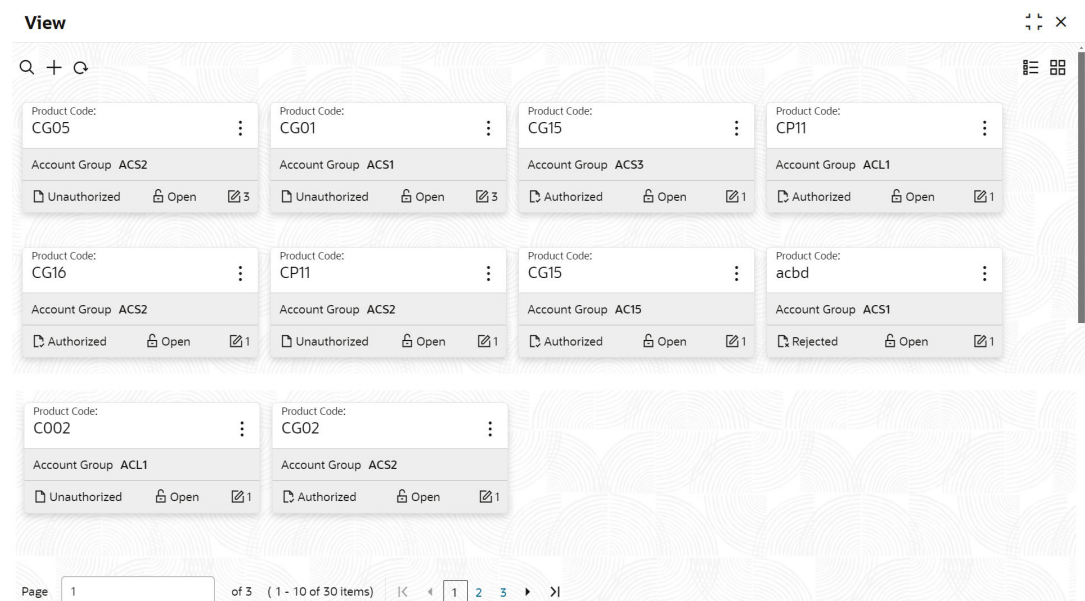 View
Product Code: Product Code: Product Code: Product Code:
CG05 CG01 CG15 CP11
Account Group ACS2 Account Group ACS1 Account Group ACS3 Account Group ACL1
Unauthorized Open 3 Unauthorized Open 3 Authorized Open 1 Authorized Open 1
Product Code: Product Code: Product Code: Product Code:
CG16 CP11 CG15 acbd
Account Group ACS2 Account Group ACS2 Account Group AC15 Account Group ACS1
Authorized Open 1 Unauthorized Open 1 Authorized Open 1 Rejected Open 1
Product Code: Product Code:
C002 CG02
Account Group ACL1 Account Group ACS2
Unauthorized Open 1 Authorized Open 1
Page 1 of 3 ( 1 - 10 of 30 items) 1 2 3